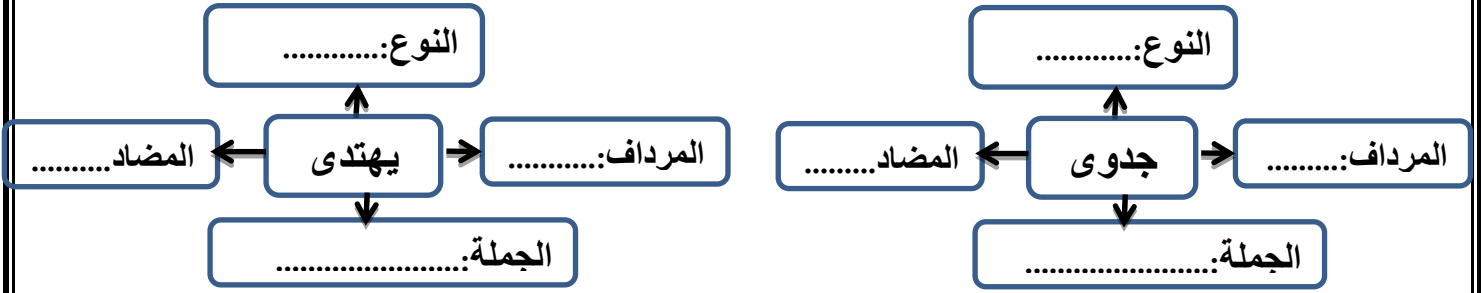 النوع:............
المرداف:.........
جدوى
المضاد.........
الجملة:.......................
النوع:............
المرداف:...........
يهتدى
المضاد..........
الجملة:.......................